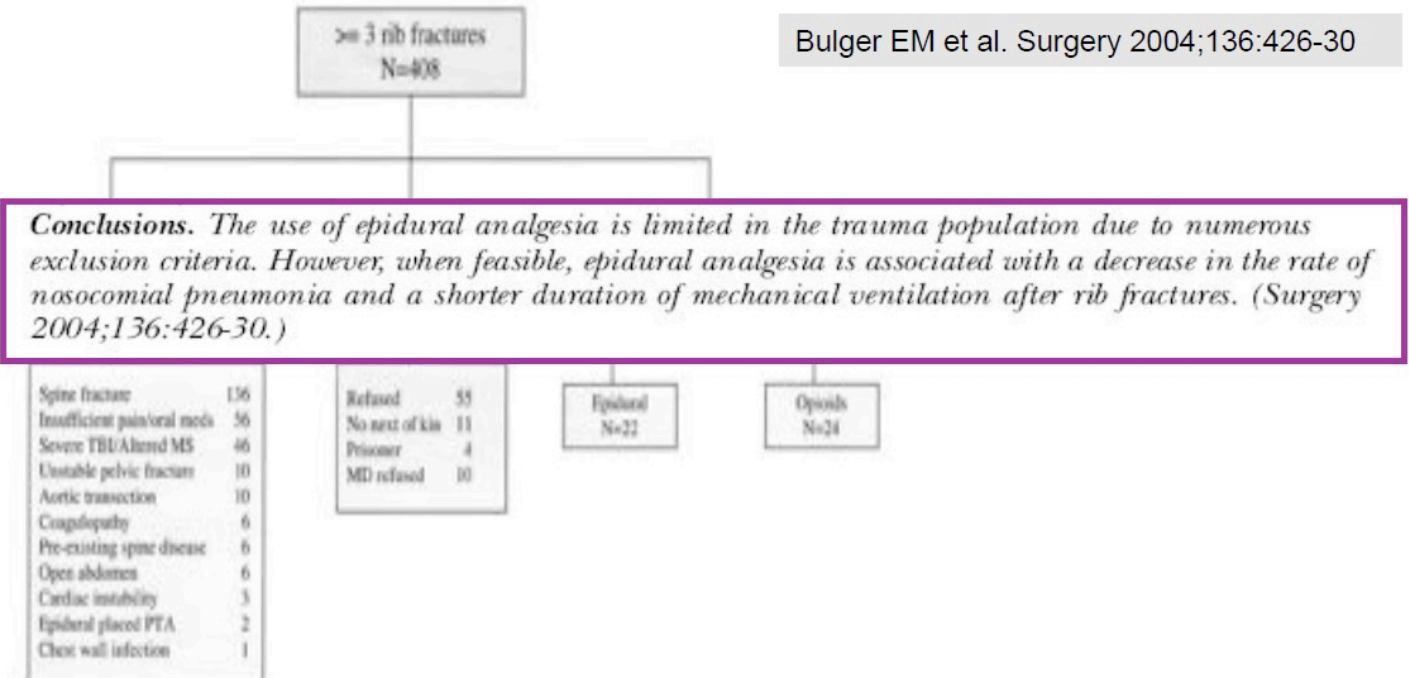 >= 3 rib fractures
N=408
Bulger EM et al. Surgery 2004;136:426-30
Conclusions. The use of epidural analgesia is limited in the trauma population due to numerous
exclusion criteria. However, when feasible, epidural analgesia is associated with a decrease in the rate of
nosocomial pneumonia and a shorter duration of mechanical ventilation after rib fractures. (Surgery
2004;136:426-30.)
Spine fracture 136
Insufficient pain/oral meds 56
Severe TBI/Altered MS 46
Unstable pelvic fracture 10
Aortic transection 10
Coagulopathy 6
Pre-existing spine disease 6
Open abdomen 6
Cardiac instability 3
Epidural placed PTA 2
Chest wall infection 1
Refused 55
No next of kin 11
Prisoner 4
MD refused 10
Epidural
N=22
Opioids
N=24